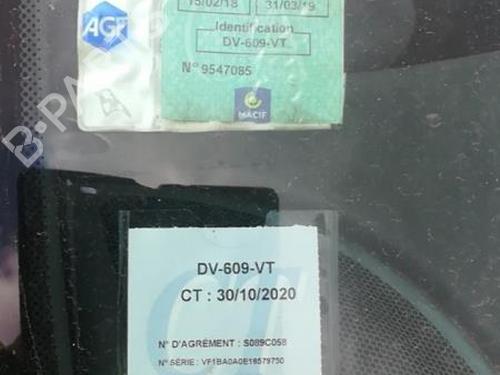 15/02/18 31/03/19
AGF
Identification
DV-609-VT
N° 9547085
MACIF
B-PARTS
DV-609-VT
CT : 30/10/2020
N° D'AGRÉMENT : S089C058
N° SÉRIE : VF1BA0A0E18579750